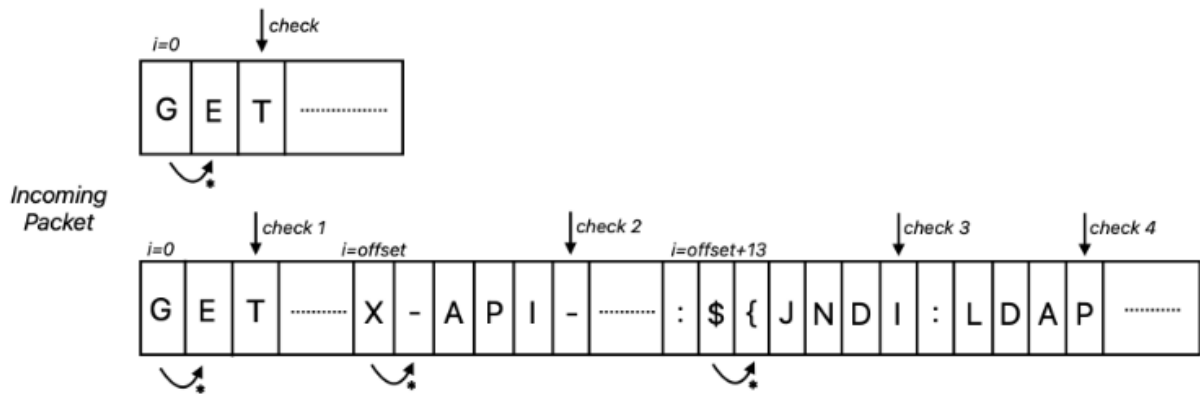 check
i=0
G E T ................
Incoming
Packet
check 1
check 2
check 3
check 4
i=0
i=offset
i=offset+13
G E T .......... X - A P I - .......... : $ { J N D I : L D A P ..........
* 
* * *